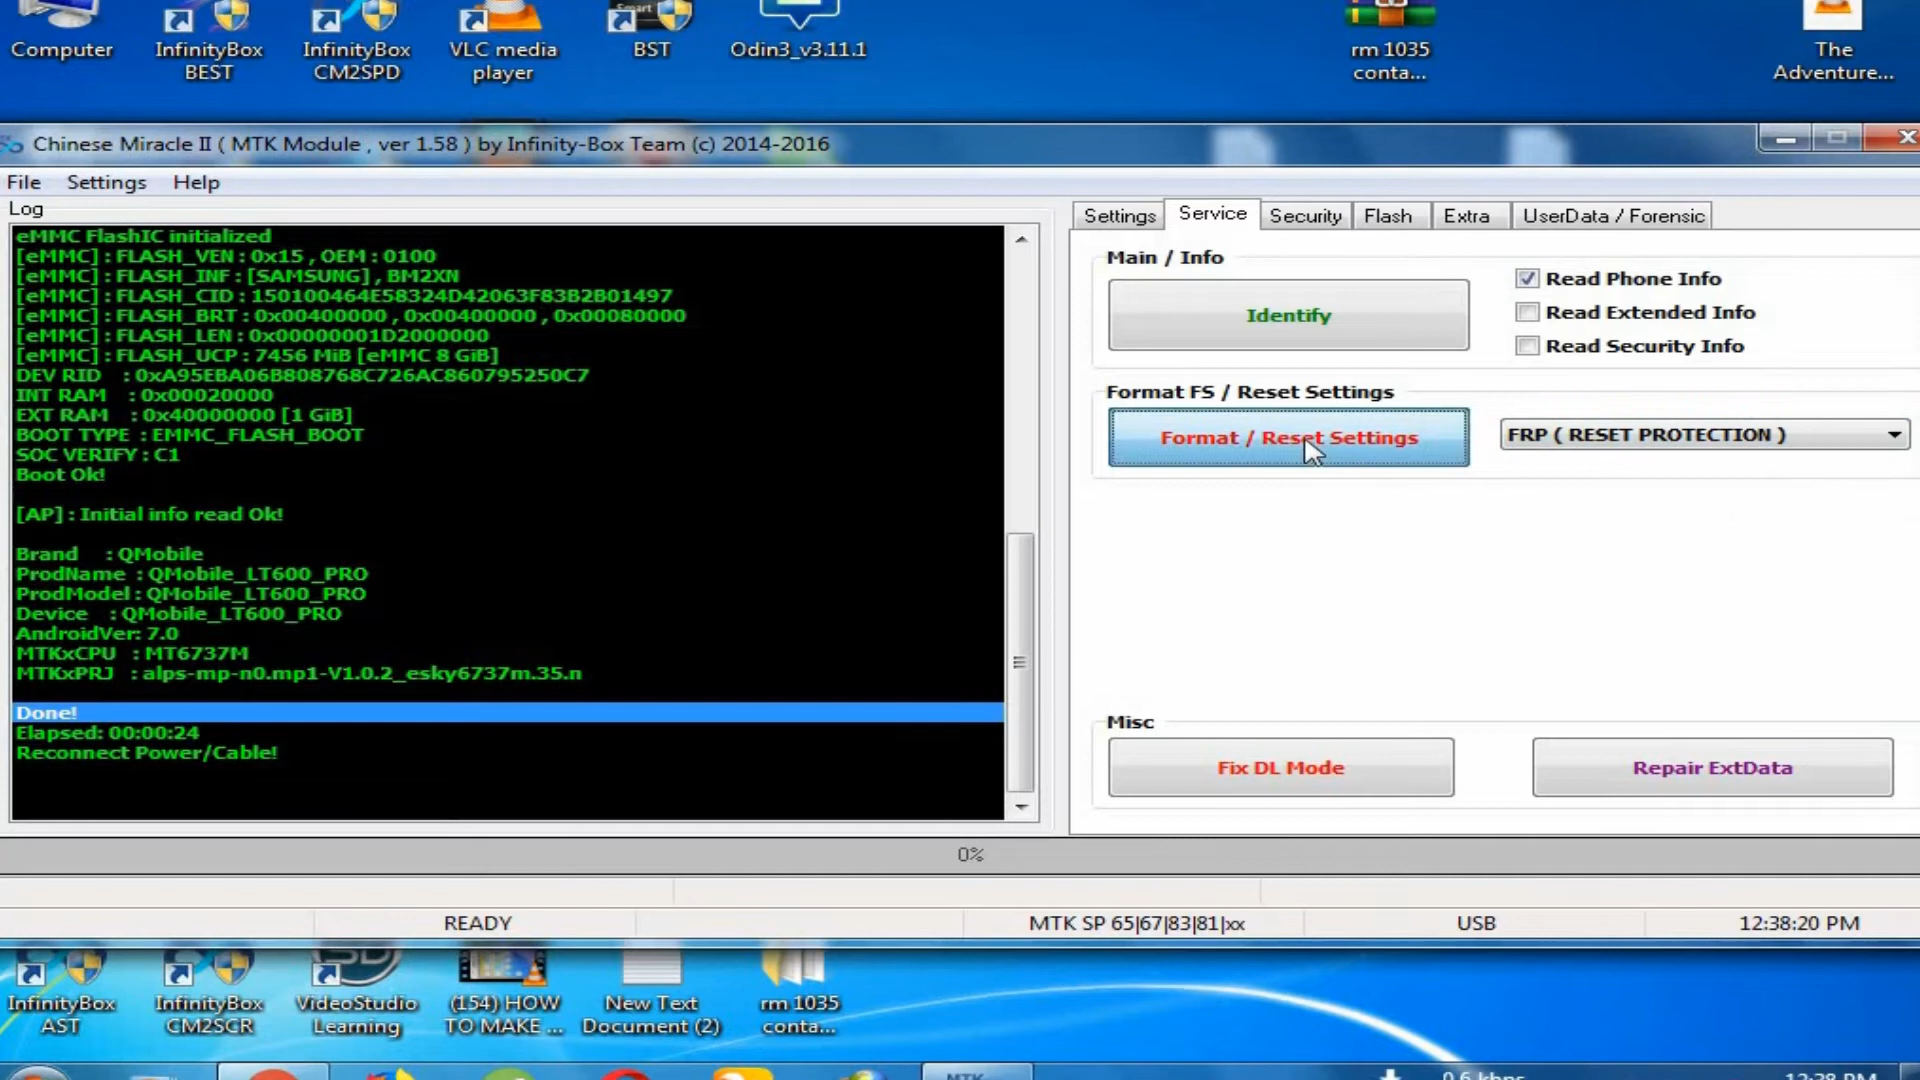 Computer
InfinityBox
BEST
InfinityBox
CM2SPD
VLC media
player
Smart
BST
Odin3_v3.11.1
rm 1035
conta...
The
Adventure...
Chinese Miracle II ( MTK Module , ver 1.58 ) by Infinity-Box Team (c) 2014-2016
File Settings Help
Log
eMMC FlashIC initialized
[eMMC] : FLASH_VEN : 0x15 , OEM : 0100
[eMMC] : FLASH_INF : [SAMSUNG] , BM2XN
[eMMC] : FLASH_CID : 150100464E58324D42063F83B2B01497
[eMMC] : FLASH_BRT : 0x00400000 , 0x00400000 , 0x00080000
[eMMC] : FLASH_LEN : 0x00000001D2000000
[eMMC] : FLASH_UCP : 7456 MiB [eMMC 8 GiB]
DEV RID : 0xA95EBA06B808768C726AC860795250C7
INT RAM : 0x00020000
EXT RAM : 0x40000000 [1 GiB]
BOOT TYPE : EMMC_FLASH_BOOT
SOC VERIFY : C1
Boot Ok!
[AP] : Initial info read Ok!
Brand : QMobile
ProdName : QMobile_LT600_PRO
ProdModel : QMobile_LT600_PRO
Device : QMobile_LT600_PRO
AndroidVer: 7.0
MTKxCPU : MT6737M
MTKxPRJ : alps-mp-n0.mp1-V1.0.2_esky6737m.35.n
Done!
Elapsed: 00:00:24
Reconnect Power/Cable!
Settings Service Security Flash Extra UserData / Forensic
Main / Info
Identify
Read Phone Info
Read Extended Info
Read Security Info
Format FS / Reset Settings
Format / Reset Settings
FRP ( RESET PROTECTION )
Misc
Fix DL Mode
Repair ExtData
0%
READY
MTK SP 65|67|83|81|xx
USB
12:38:20 PM
InfinityBox
AST
InfinityBox
CM2SCR
VideoStudio
Learning
(154) HOW
TO MAKE ...
New Text
Document (2)
rm 1035
conta...
MTK
0.6 kbps
12:38 PM